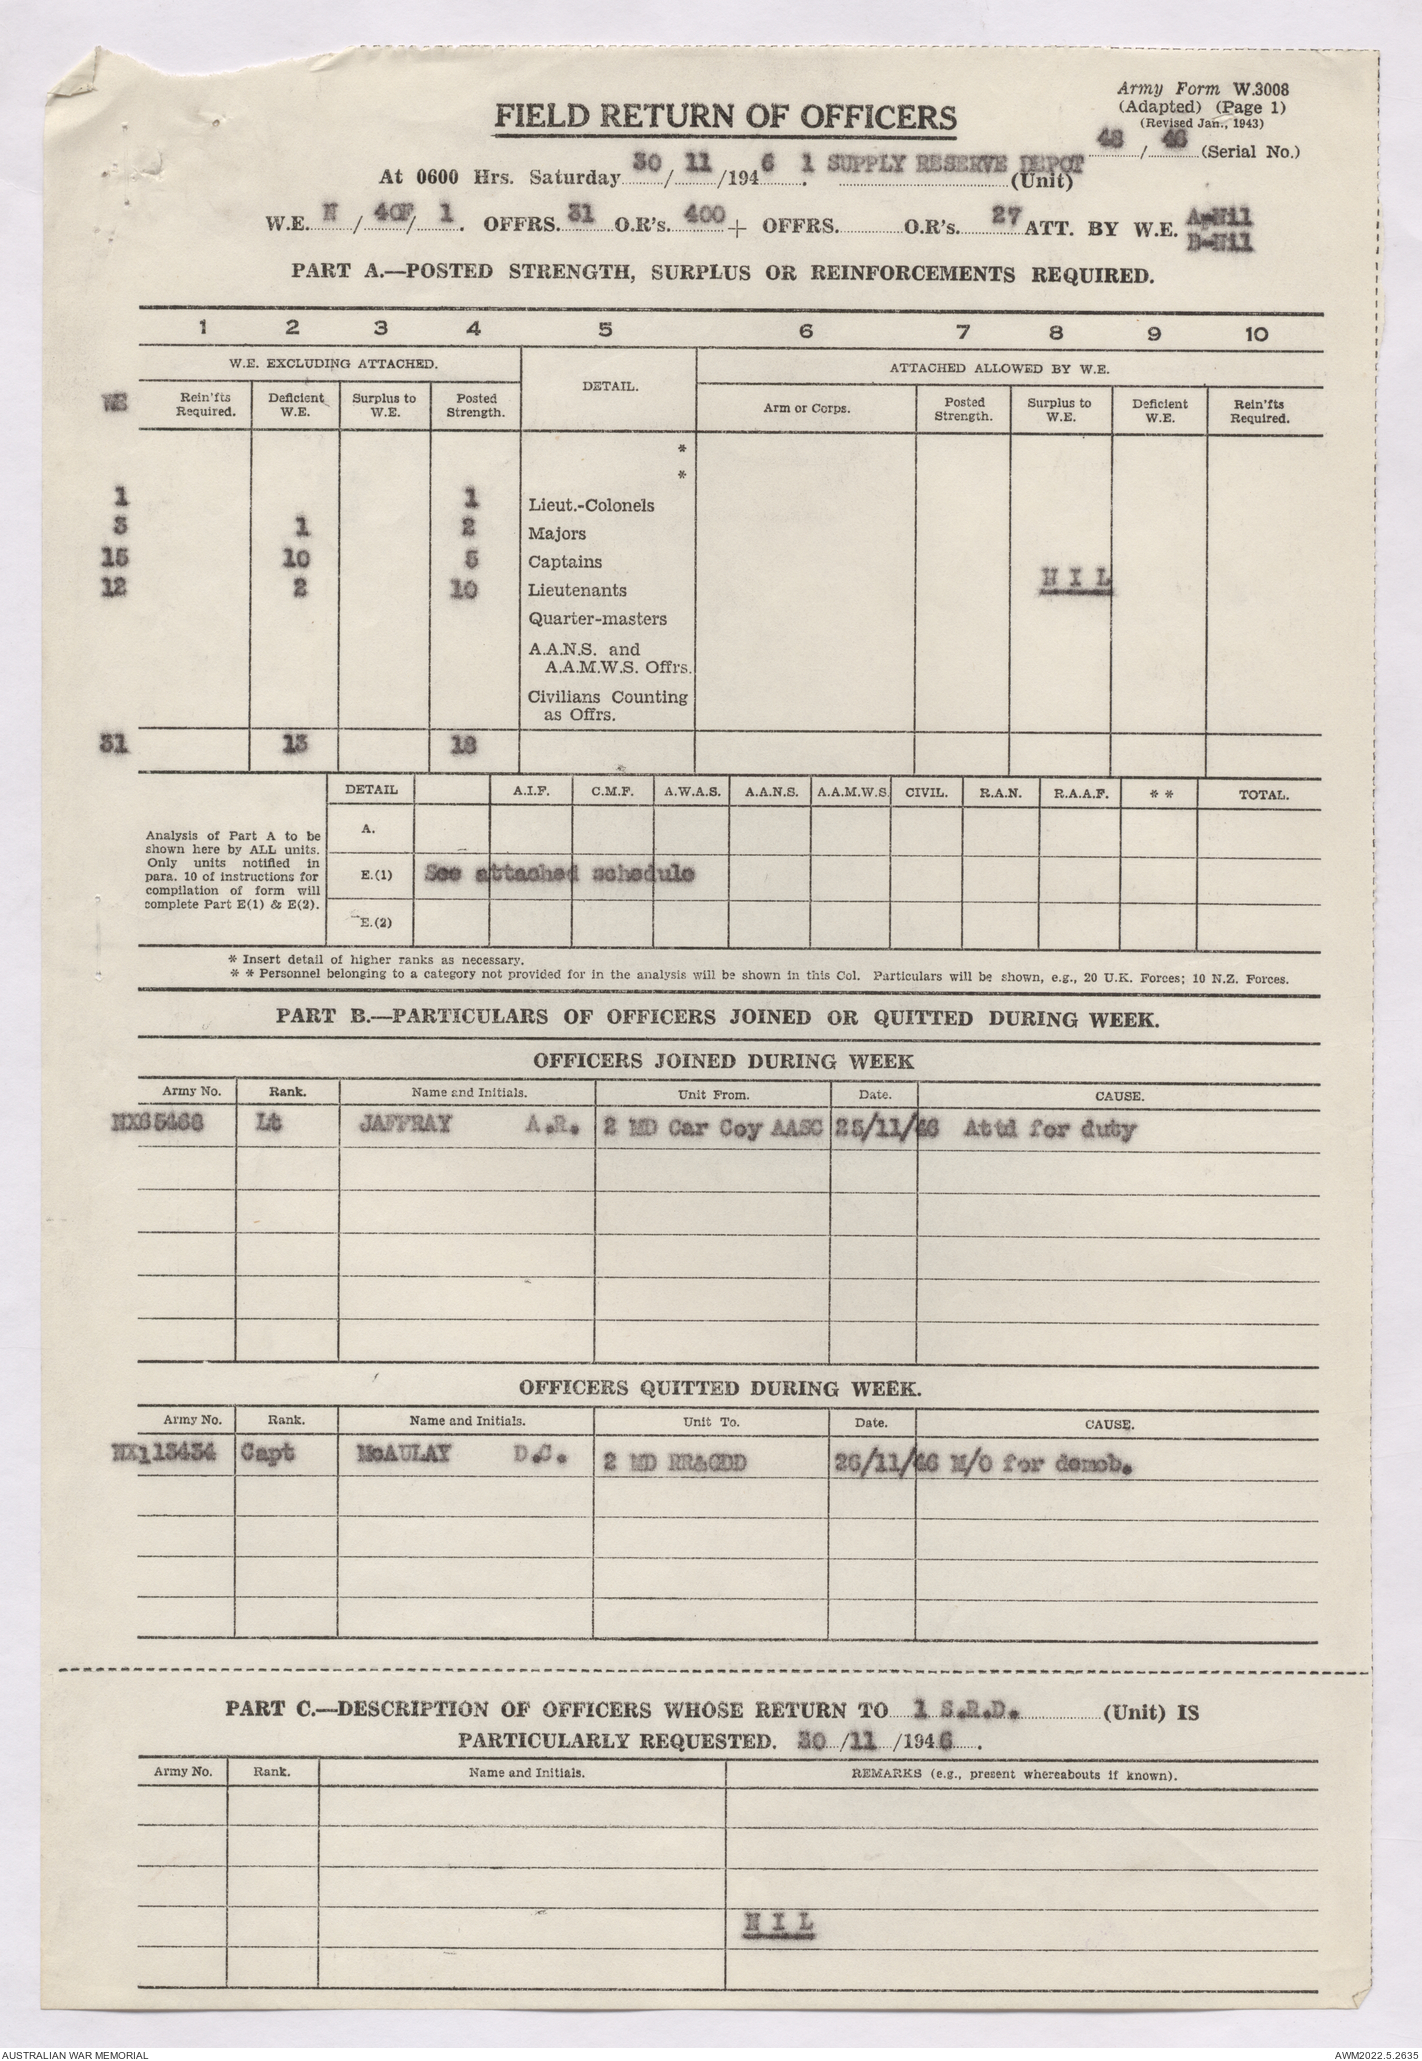 Army Form W.3008
(Adapted) (Page 1)
(Revised Jan., 1943)
FIELD RETURN OF OFFICERS
48 / 46 (Serial No.)
At 0600 Hrs. Saturday 30 / 11 /1946. 1 SUPPLY RESERVE DEPOT (Unit)
W.E. N / 40F / 1. OFFRS. 31 O.R's. 400 + OFFRS. O.R's. 27 ATT. BY W.E. A-Nil
B-Nil
PART A.—POSTED STRENGTH, SURPLUS OR REINFORCEMENTS REQUIRED.
1 2 3 4 5 6 7 8 9 10
W.E. EXCLUDING ATTACHED. DETAIL. ATTACHED ALLOWED BY W.E.
WE Rein'fts Required. Deficient W.E. Surplus to W.E. Posted Strength. Arm or Corps. Posted Strength. Surplus to W.E. Deficient W.E. Rein'fts Required.
*
*
1 1 Lieut.-Colonels
3 1 2 Majors
15 10 5 Captains
12 2 10 Lieutenants N I L
Quarter-masters
A.A.N.S. and
A.A.M.W.S. Offrs.
Civilians Counting
as Offrs.
31 13 18
DETAIL A.I.F. C.M.F. A.W.A.S. A.A.N.S. A.A.M.W.S. CIVIL. R.A.N. R.A.A.F. * * TOTAL.
Analysis of Part A to be
shown here by ALL units.
Only units notified in
para. 10 of instructions for
compilation of form will
complete Part E(1) & E(2).
A.
E.(1) See attached schedule
E.(2)
* Insert detail of higher ranks as necessary.
* * Personnel belonging to a category not provided for in the analysis will be shown in this Col. Particulars will be shown, e.g., 20 U.K. Forces; 10 N.Z. Forces.
PART B.—PARTICULARS OF OFFICERS JOINED OR QUITTED DURING WEEK.
OFFICERS JOINED DURING WEEK
Army No. Rank. Name and Initials. Unit From. Date. CAUSE.
NX65468 Lt JAFFRAY A.R. 2 MD Car Coy AASC 25/11/46 Attd for duty
OFFICERS QUITTED DURING WEEK.
Army No. Rank. Name and Initials. Unit To. Date. CAUSE.
NX113434 Capt McAULAY D.C. 2 MD RR&GDD 26/11/46 M/O for demob.
PART C.—DESCRIPTION OF OFFICERS WHOSE RETURN TO 1 S.R.D. (Unit) IS
PARTICULARLY REQUESTED. 30 /11 /1946.
Army No. Rank. Name and Initials. REMARKS (e.g., present whereabouts if known).
N I L
AUSTRALIAN WAR MEMORIAL AWM2022.5.2635